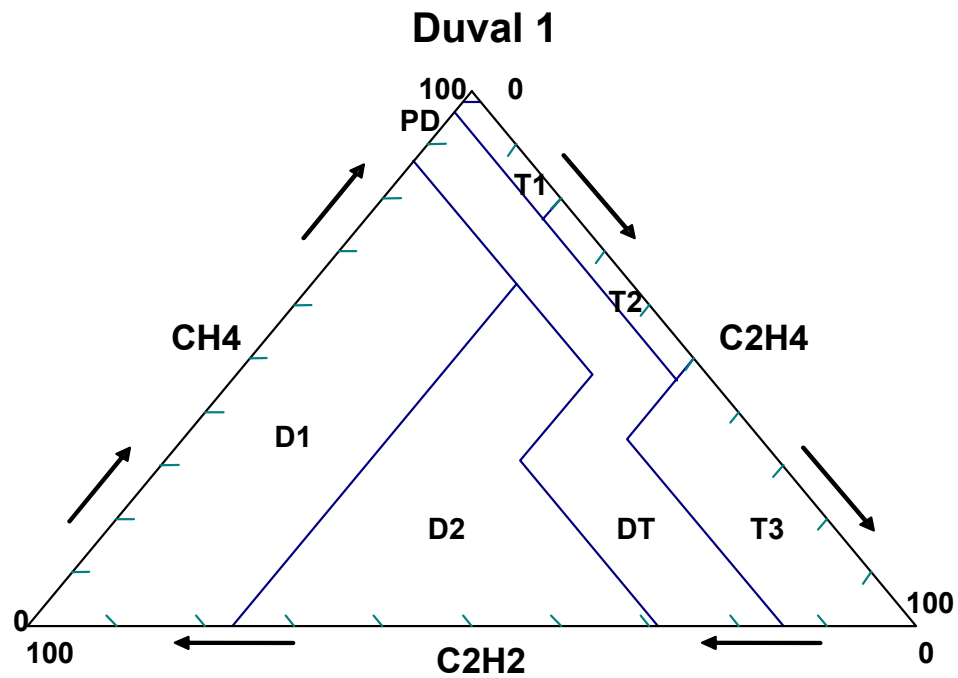 Duval 1
100 0
PD
T1
T2
CH4 C2H4
D1
D2 DT T3
0 100
100 C2H2 0